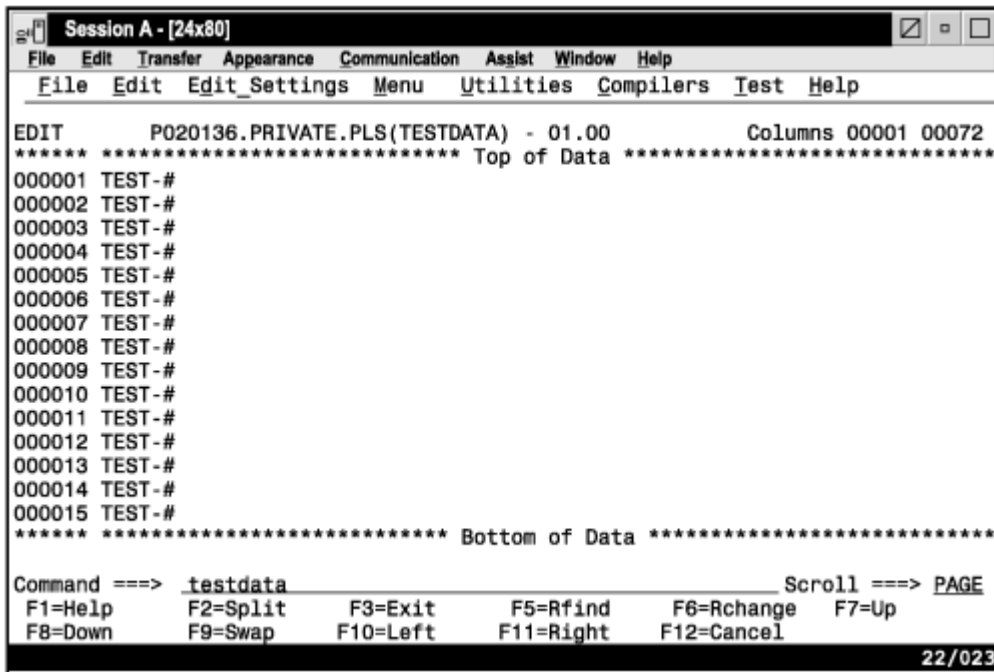 Session A - [24x80]
File Edit Transfer Appearance Communication Assist Window Help
File Edit Edit_Settings Menu Utilities Compilers Test Help
EDIT P020136.PRIVATE.PLS(TESTDATA) - 01.00 Columns 00001 00072
****** ***************************** Top of Data ******************************
000001 TEST-#
000002 TEST-#
000003 TEST-#
000004 TEST-#
000005 TEST-#
000006 TEST-#
000007 TEST-#
000008 TEST-#
000009 TEST-#
000010 TEST-#
000011 TEST-#
000012 TEST-#
000013 TEST-#
000014 TEST-#
000015 TEST-#
****** **************************** Bottom of Data ****************************
Command ===> testdata Scroll ===> PAGE
F1=Help F2=Split F3=Exit F5=Rfind F6=Rchange F7=Up
F8=Down F9=Swap F10=Left F11=Right F12=Cancel
22/023